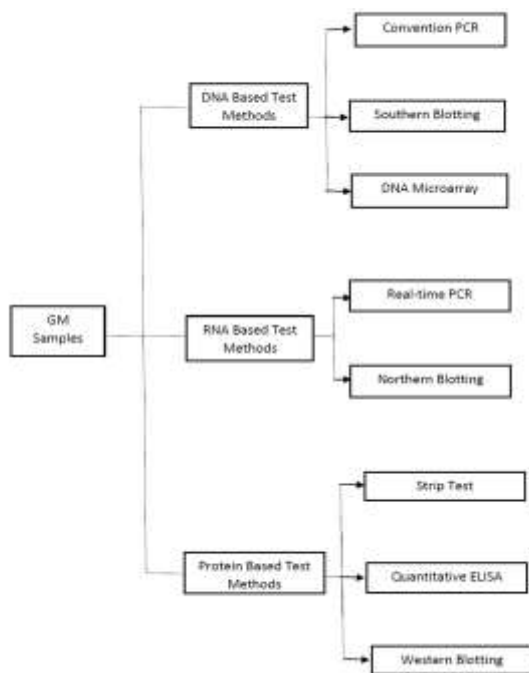 Convention PCR
DNA Based Test
Methods
Southern Blotting
DNA Microarray
GM
Samples
RNA Based Test
Methods
Real-time PCR
Northern Blotting
Protein Based Test
Methods
Strip Test
Quantitative ELISA
Western Blotting